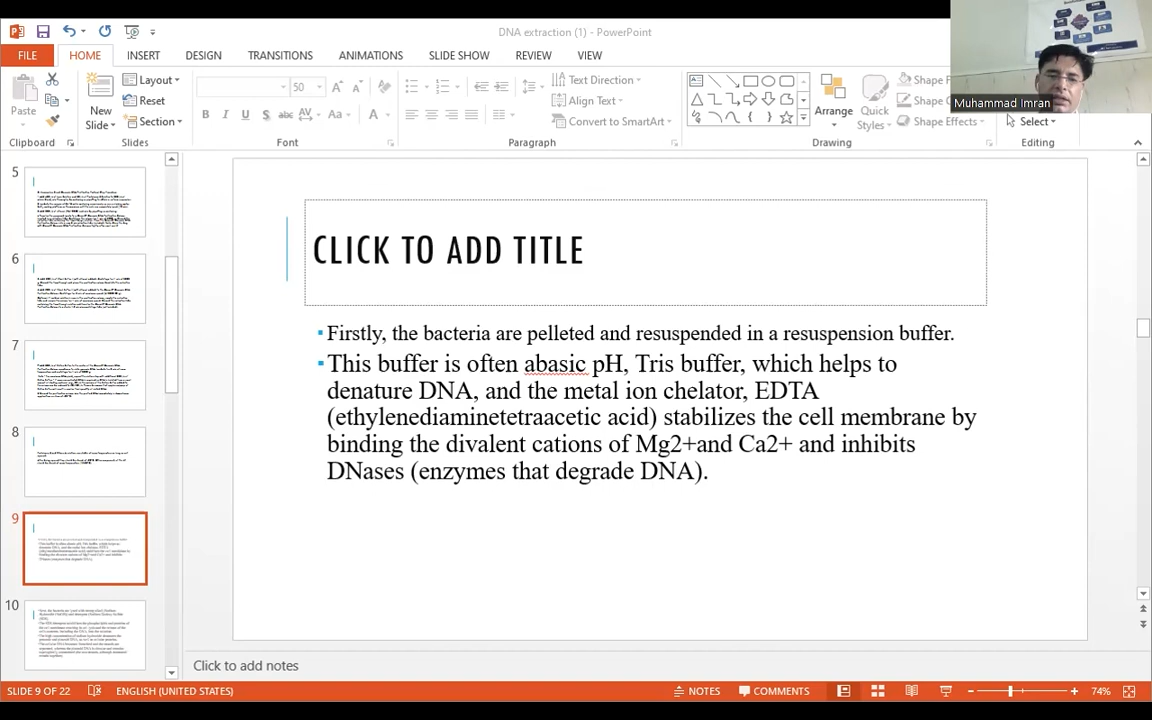 DNA extraction (1) - PowerPoint
FILE HOME INSERT DESIGN TRANSITIONS ANIMATIONS SLIDE SHOW REVIEW VIEW
Paste
Clipboard
New
Slide
Layout
Reset
Section
Slides
50
B I U S abc AV Aa A
Font
Text Direction
Align Text
Convert to SmartArt
Paragraph
Arrange
Quick
Styles
Shape F
Shape O
Shape Effects
Drawing
Select
Editing
Muhammad Imran
5
6
7
8
9
10
CLICK TO ADD TITLE
Firstly, the bacteria are pelleted and resuspended in a resuspension buffer.
This buffer is often abasic pH, Tris buffer, which helps to
denature DNA, and the metal ion chelator, EDTA
(ethylenediaminetetraacetic acid) stabilizes the cell membrane by
binding the divalent cations of Mg2+and Ca2+ and inhibits
DNases (enzymes that degrade DNA).
Click to add notes
SLIDE 9 OF 22 ENGLISH (UNITED STATES) NOTES COMMENTS 74%